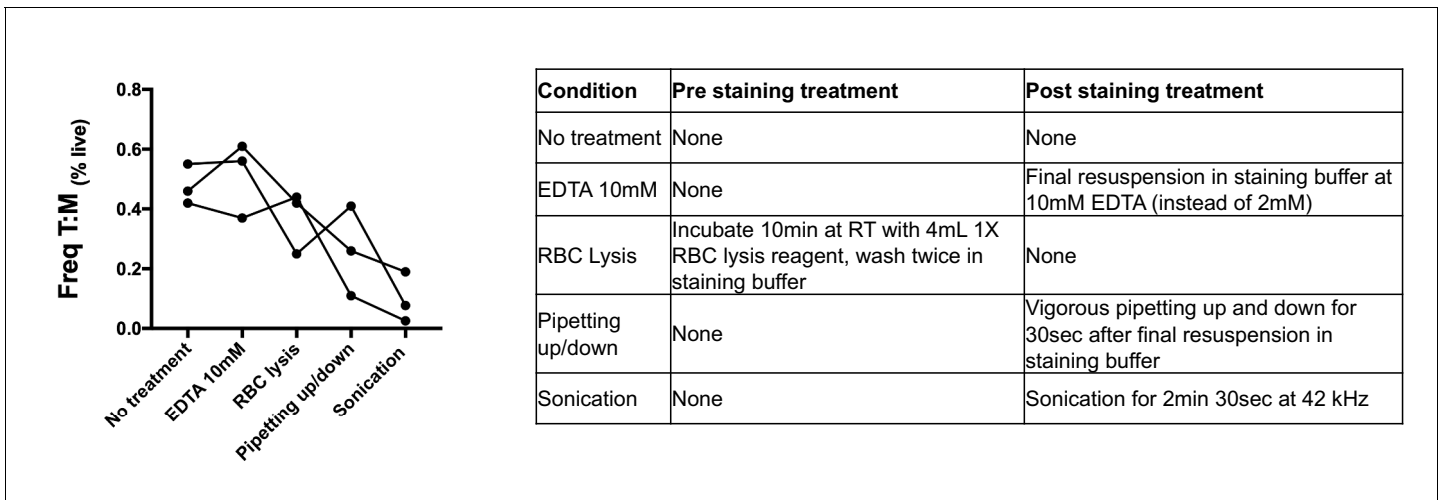 Freq T:M (% live)
0.8
0.6
0.4
0.2
0.0
No treatment
EDTA 10mM
RBC lysis
Pipetting up/down
Sonication
Condition
Pre staining treatment
Post staining treatment
No treatment
None
None
EDTA 10mM
None
Final resuspension in staining buffer at
10mM EDTA (instead of 2mM)
RBC Lysis
Incubate 10min at RT with 4mL 1X
RBC lysis reagent, wash twice in
staining buffer
None
Pipetting
up/down
None
Vigorous pipetting up and down for
30sec after final resuspension in
staining buffer
Sonication
None
Sonication for 2min 30sec at 42 kHz